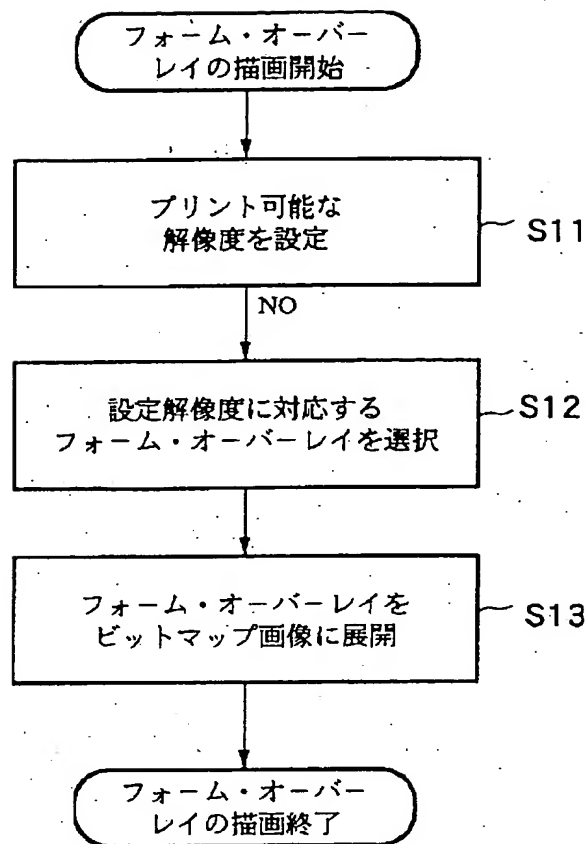 フォーム・オーバー
レイの描画開始
プリント可能な
解像度を設定
S11
NO
設定解像度に対応する
フォーム・オーバーレイを選択
S12
フォーム・オーバーレイを
ビットマップ画像に展開
S13
フォーム・オーバー
レイの描画終了